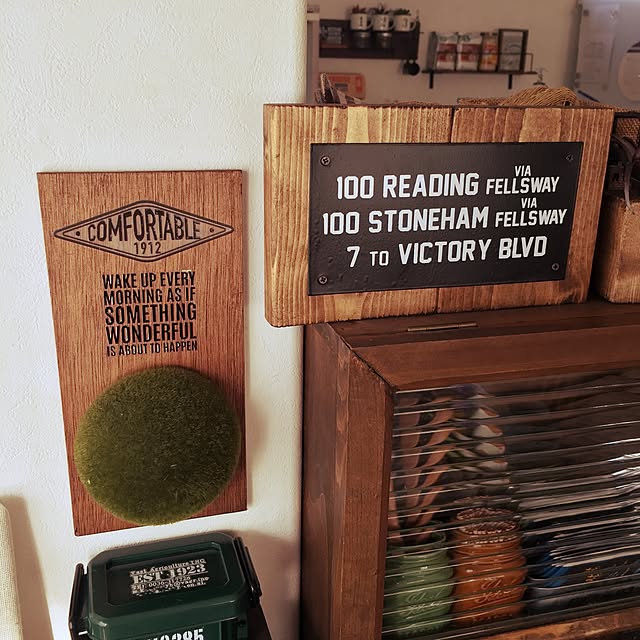 COMFORTABLE
1912
WAKE UP EVERY
MORNING AS IF
SOMETHING
WONDERFUL
IS ABOUT TO HAPPEN
100 READING VIA FELLSWAY
100 STONEHAM VIA FELLSWAY
7 TO VICTORY BLVD
EST 1923